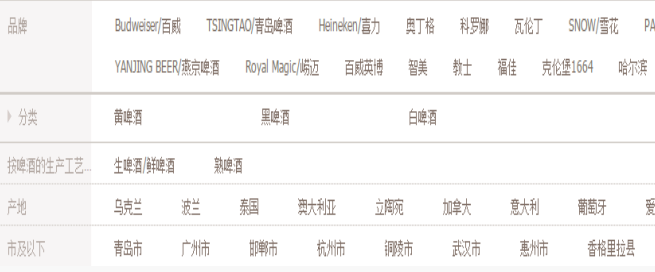 品牌 Budweiser/百威 TSINGTAO/青岛啤酒 Heineken/喜力 奥丁格 科罗娜 瓦伦丁 SNOW/雪花
YANJING BEER/燕京啤酒 Royal Magic/崂迈 百威英博 智美 教士 福佳 克伦堡1664 哈尔滨
分类 黄啤酒 黑啤酒 白啤酒
按啤酒的生产工艺... 生啤酒/鲜啤酒 熟啤酒
产地 乌克兰 波兰 泰国 澳大利亚 立陶宛 加拿大 意大利 葡萄牙
市及以下 青岛市 广州市 邯郸市 杭州市 铜陵市 武汉市 惠州市 香格里拉县